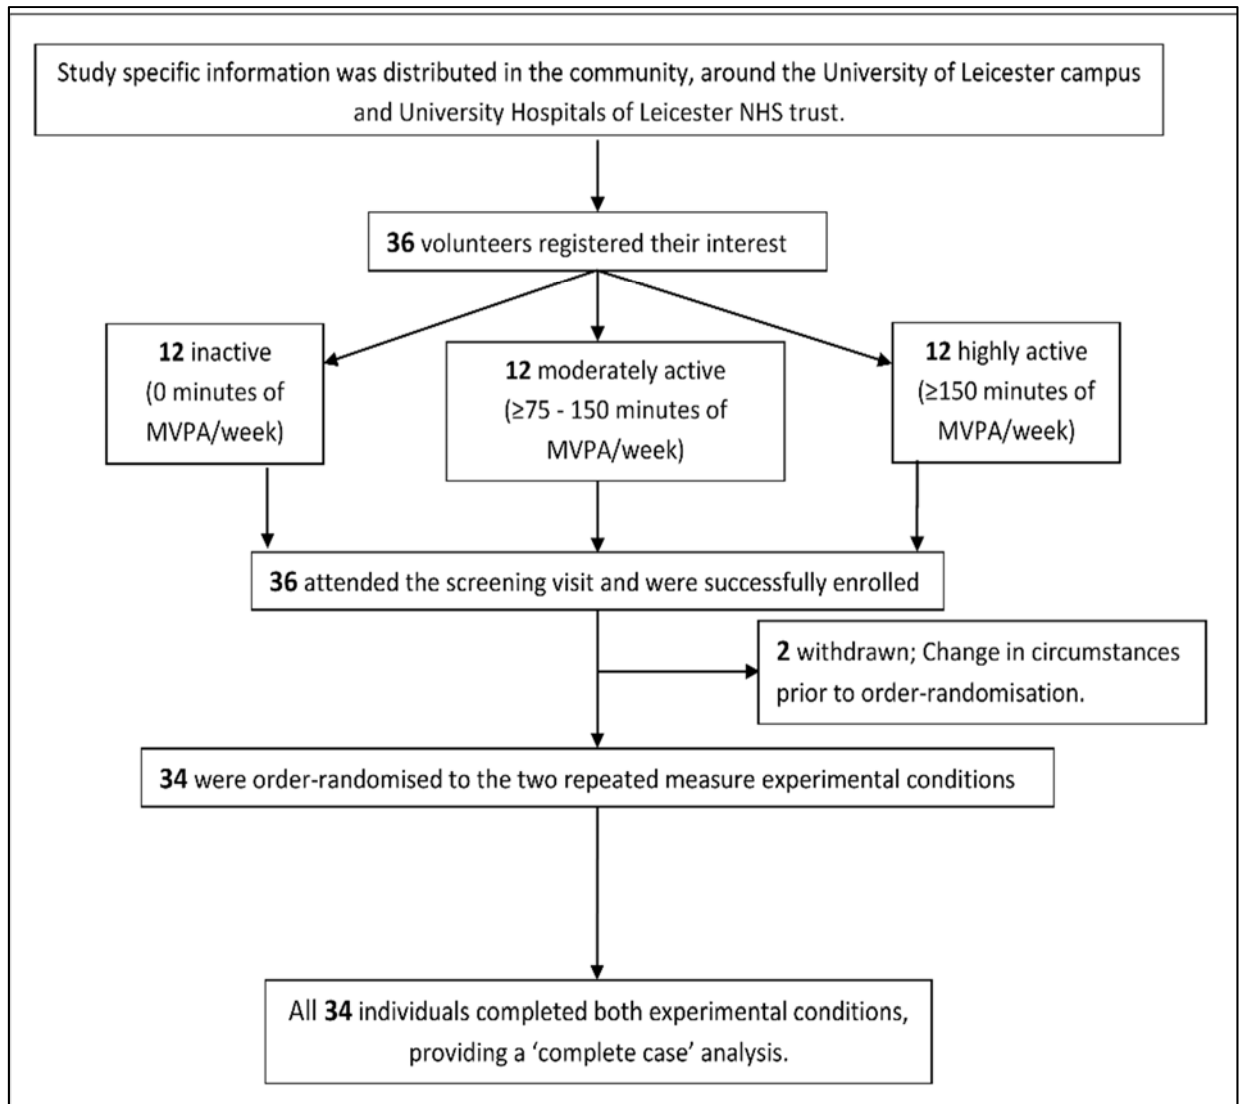 Study specific information was distributed in the community, around the University of Leicester campus
and University Hospitals of Leicester NHS trust.
36 volunteers registered their interest
12 inactive
(0 minutes of
MVPA/week)
12 moderately active
(≥75 - 150 minutes of
MVPA/week)
12 highly active
(≥150 minutes of
MVPA/week)
36 attended the screening visit and were successfully enrolled
2 withdrawn; Change in circumstances
prior to order-randomisation.
34 were order-randomised to the two repeated measure experimental conditions
All 34 individuals completed both experimental conditions,
providing a ‘complete case’ analysis.